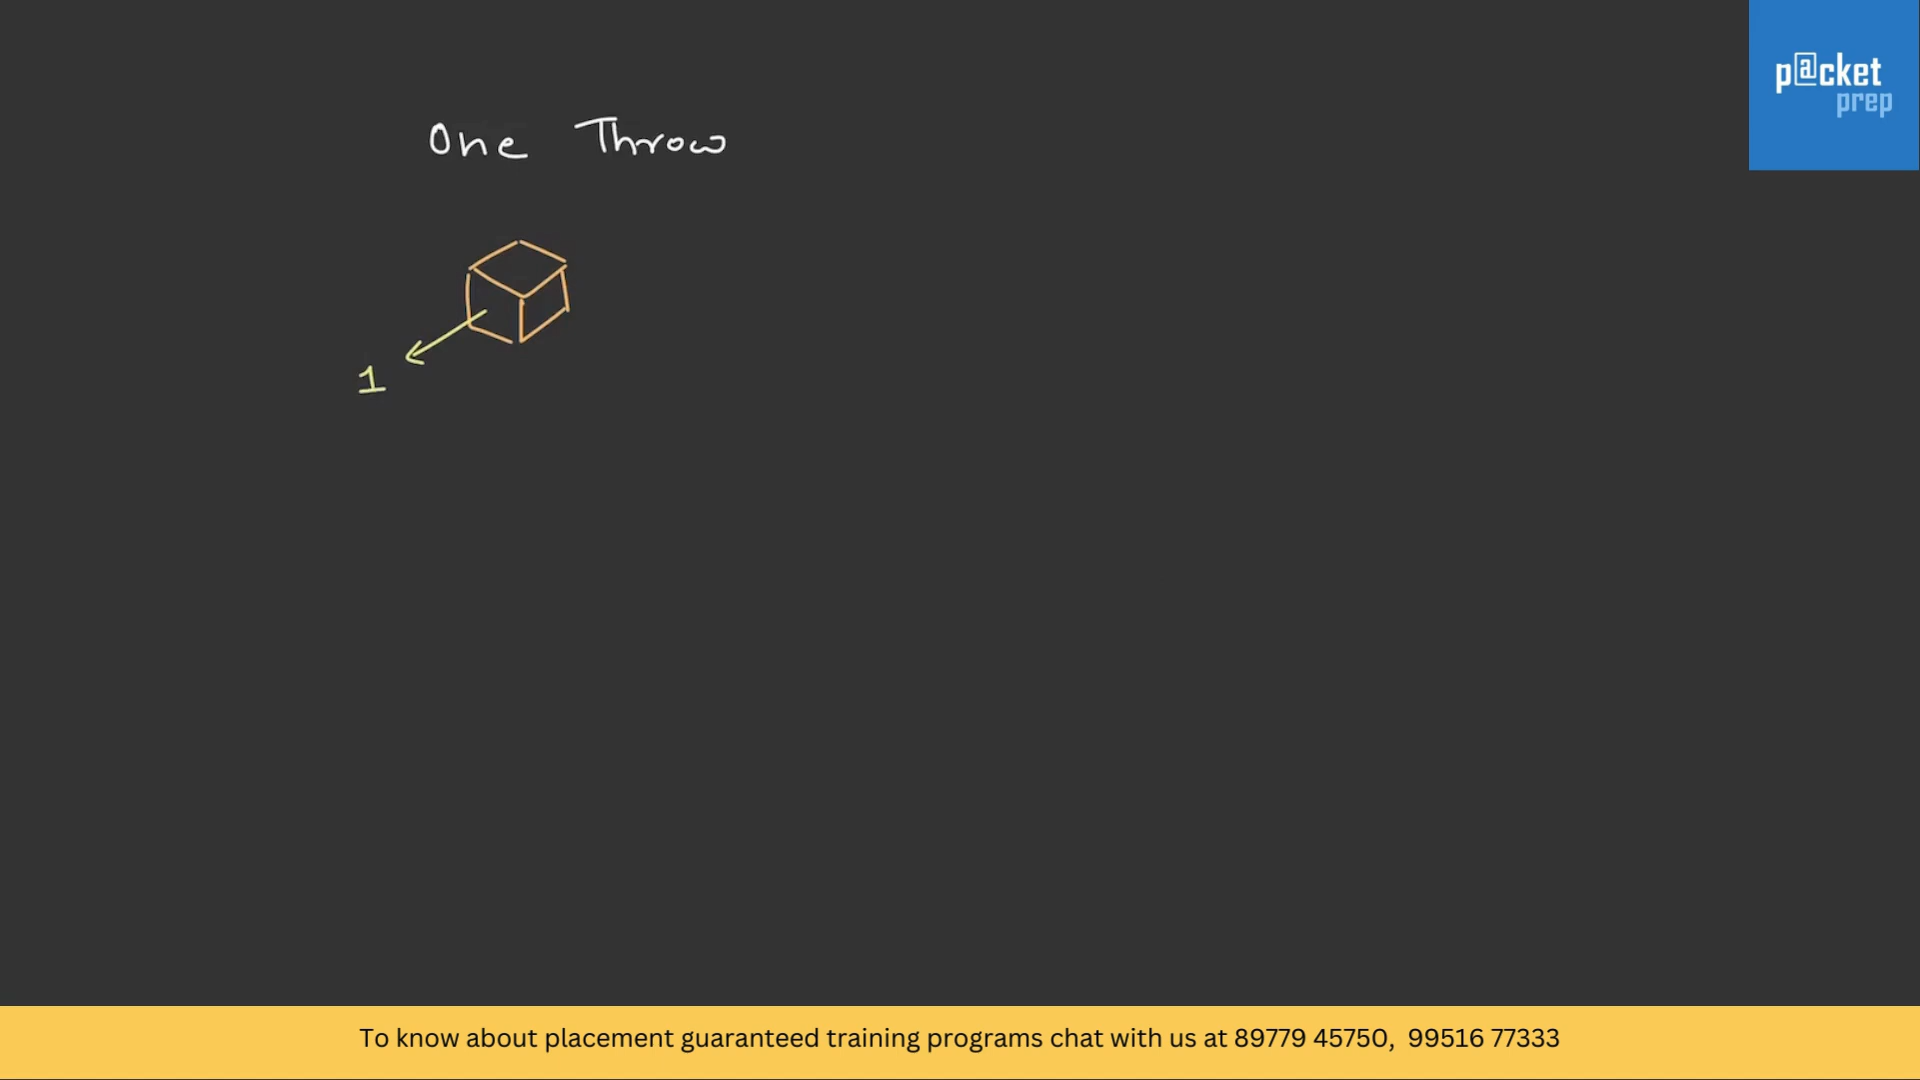 p@cket
prep
One Throw
1
To know about placement guaranteed training programs chat with us at 89779 45750, 99516 77333